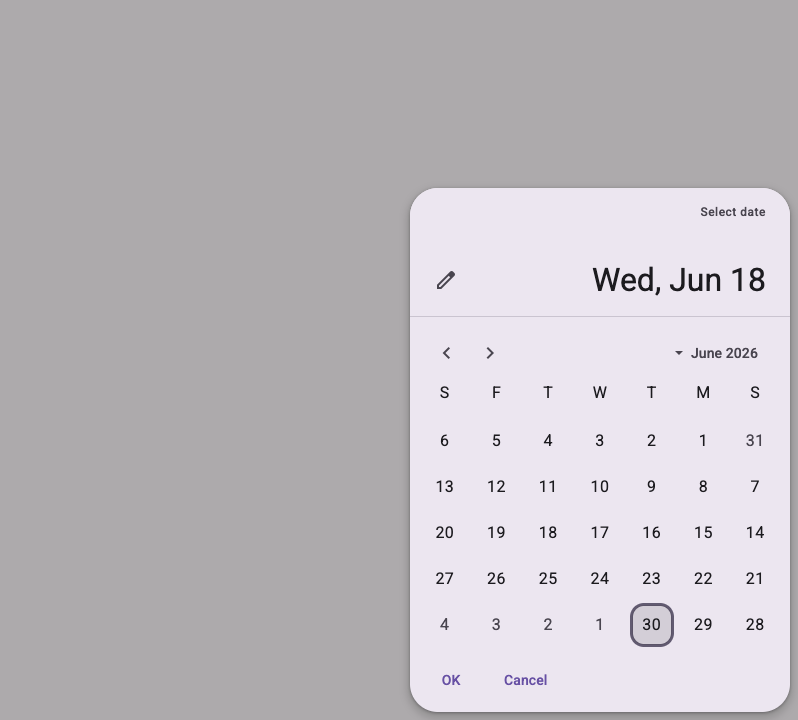 Select date
Wed, Jun 18
June 2026
S F T W T M S
6 5 4 3 2 1 31
13 12 11 10 9 8 7
20 19 18 17 16 15 14
27 26 25 24 23 22 21
4 3 2 1 30 29 28
OK Cancel